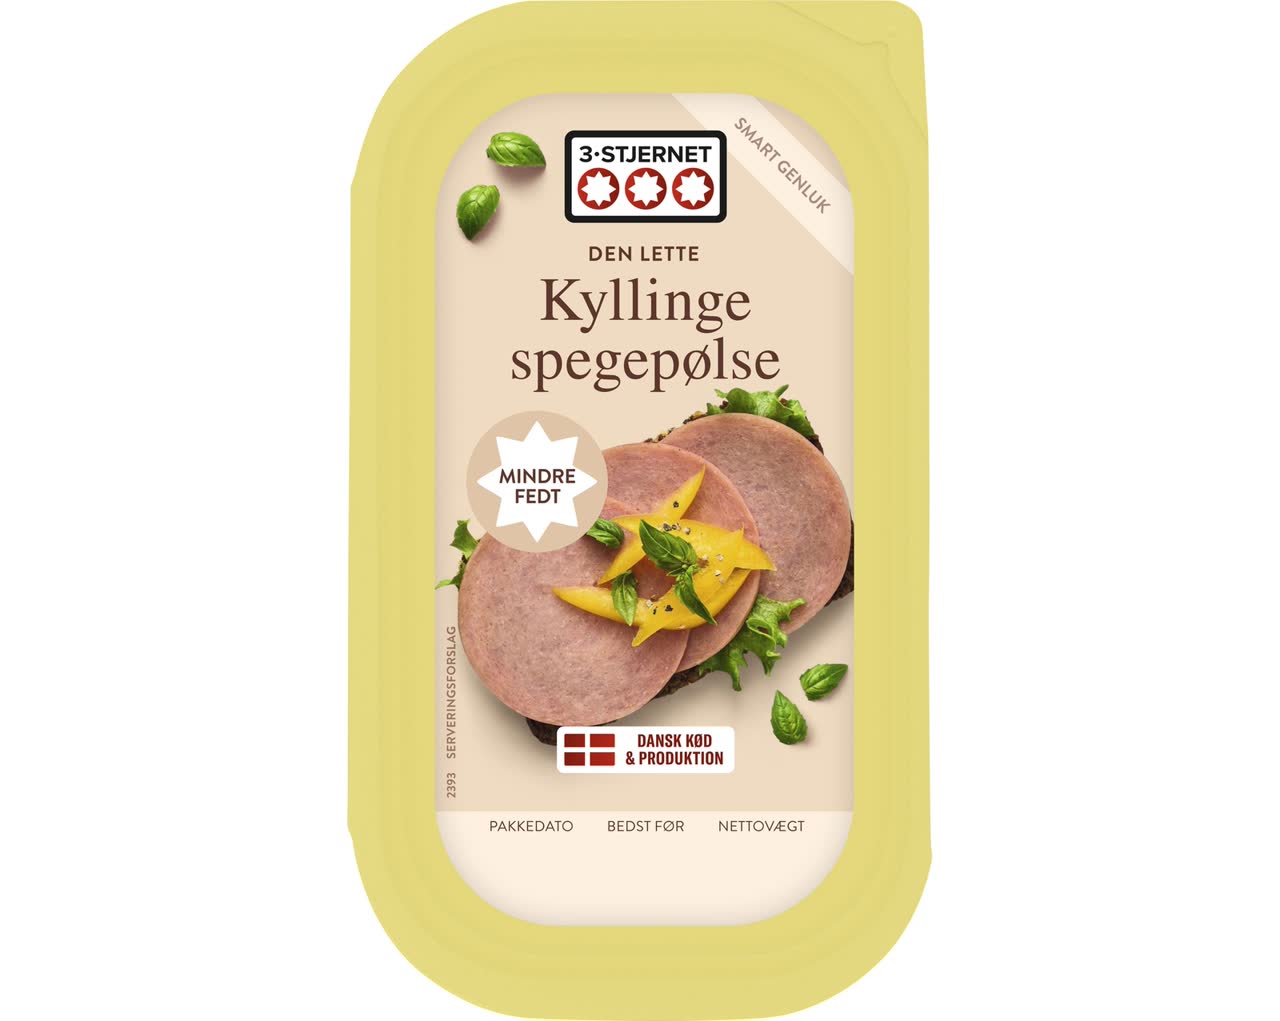 SMART GENLUK
3·STJERNET
DEN LETTE
Kyllinge
spegepølse
MINDRE
FEDT
2393 SERVERINGSFORSLAG
DANSK KØD
& PRODUKTION
PAKKEDATO BEDST FØR NETTOVÆGT